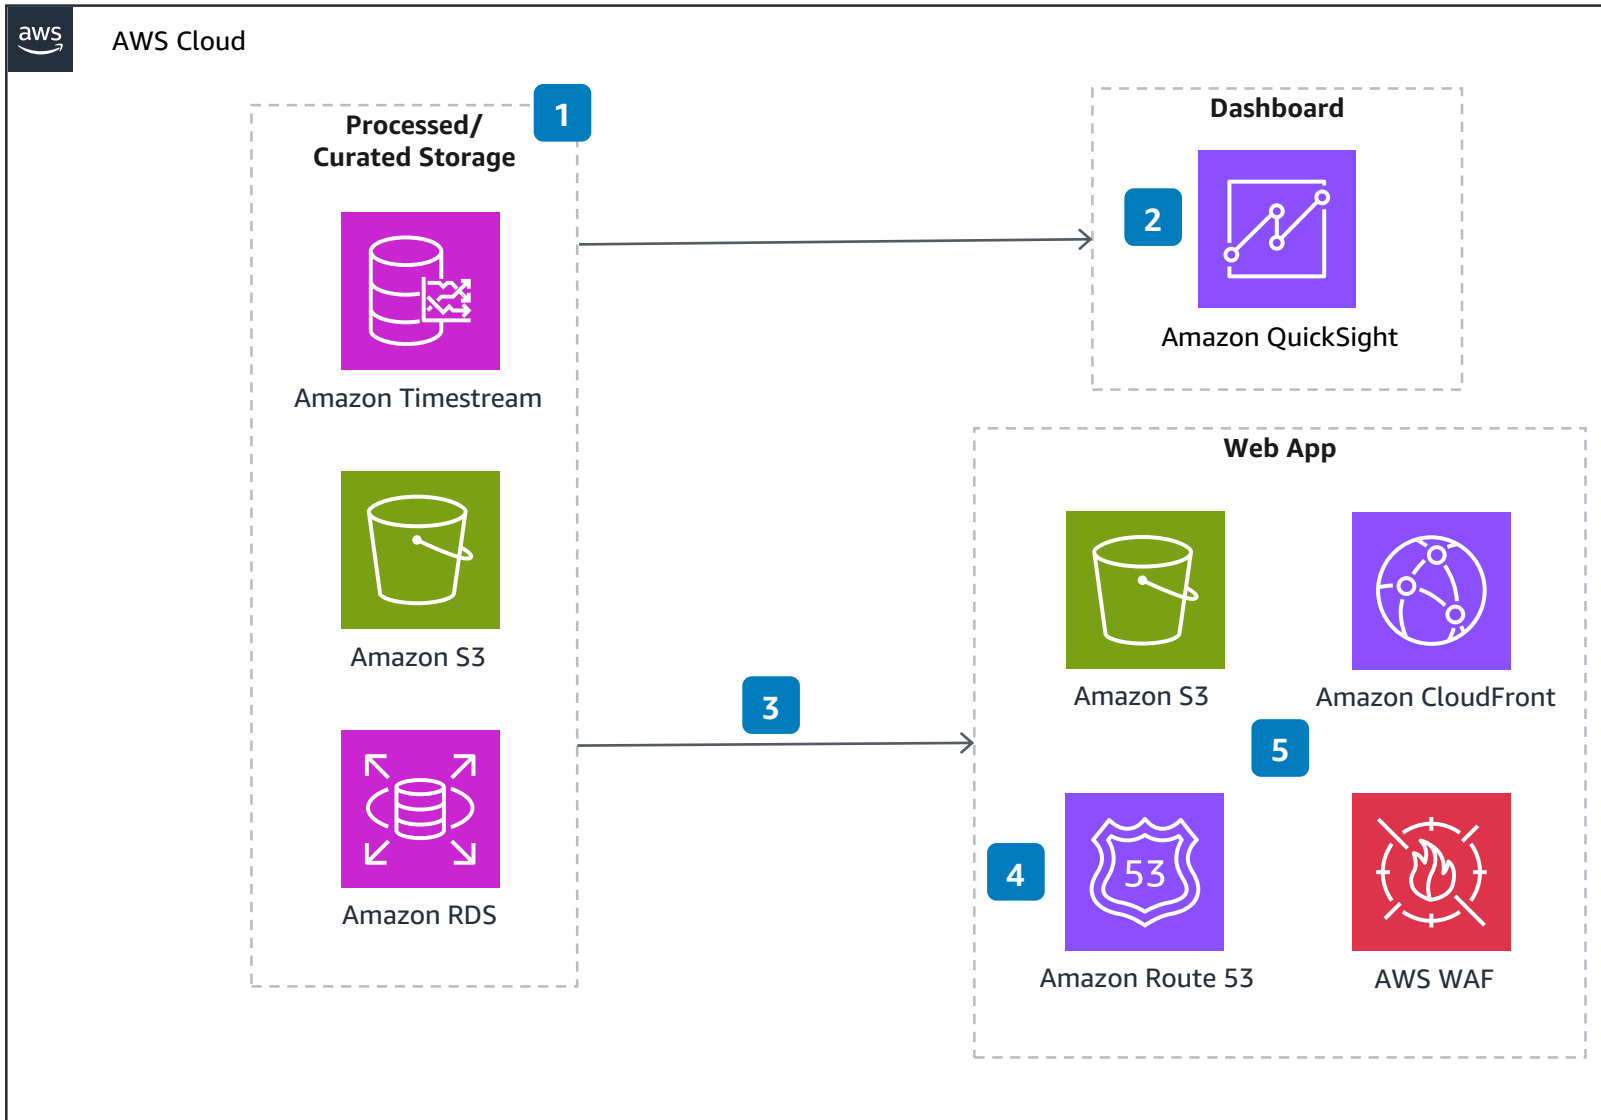 aws
AWS Cloud
1
Processed/
Curated Storage
Amazon Timestream
Amazon S3
Amazon RDS
Dashboard
2
Amazon QuickSight
3
Web App
Amazon S3
Amazon CloudFront
5
4
53
Amazon Route 53
AWS WAF